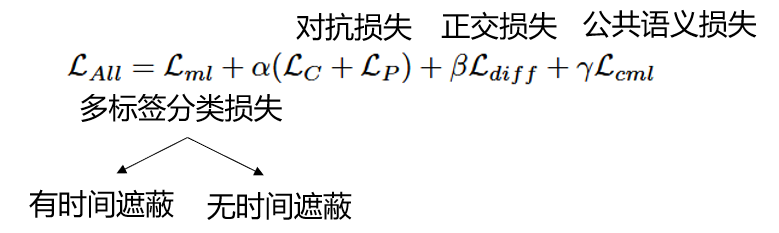 对抗损失 正交损失 公共语义损失
ℒ_All = ℒ_ml + α(ℒ_C + ℒ_P) + βℒ_diff + γℒ_cml
多标签分类损失
有时间遮蔽 无时间遮蔽